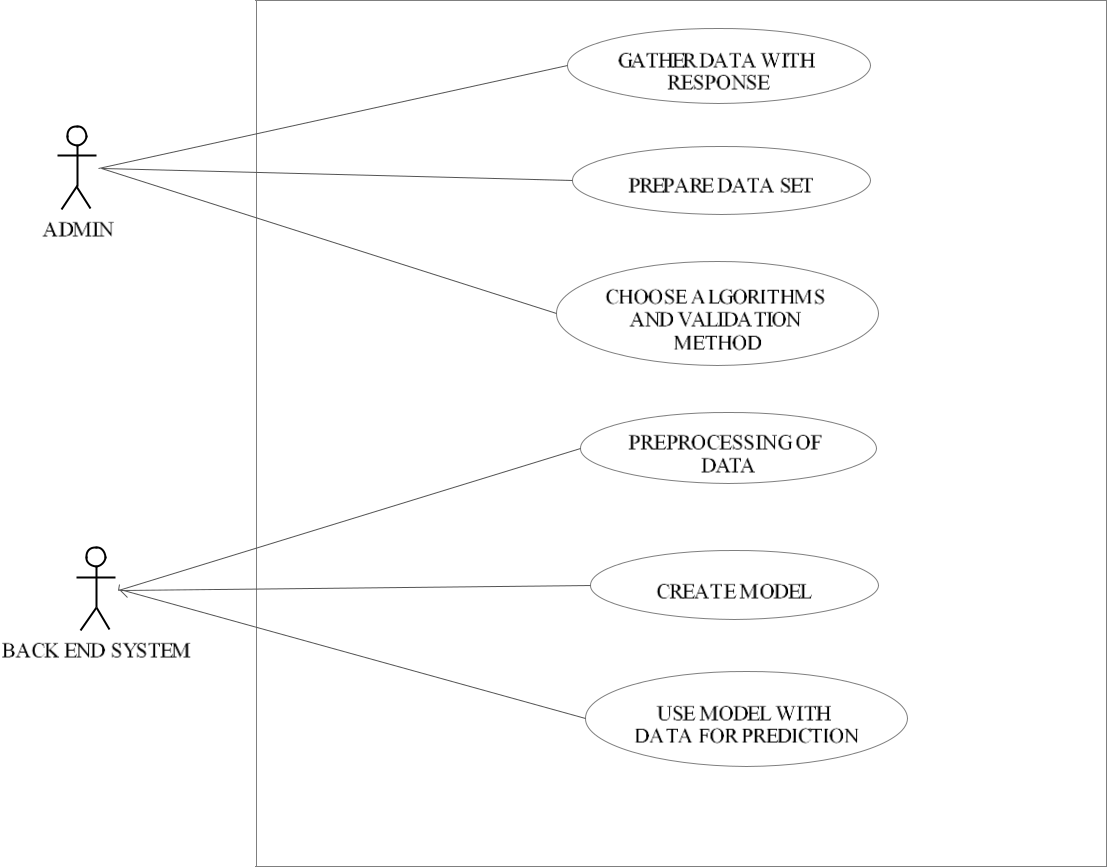 GATHER DATA WITH
RESPONSE
PREPARE DATA SET
ADMIN
CHOOSE ALGORITHMS
AND VALIDATION
METHOD
PREPROCESSING OF
DATA
CREATE MODEL
BACK END SYSTEM
USE MODEL WITH
DATA FOR PREDICTION